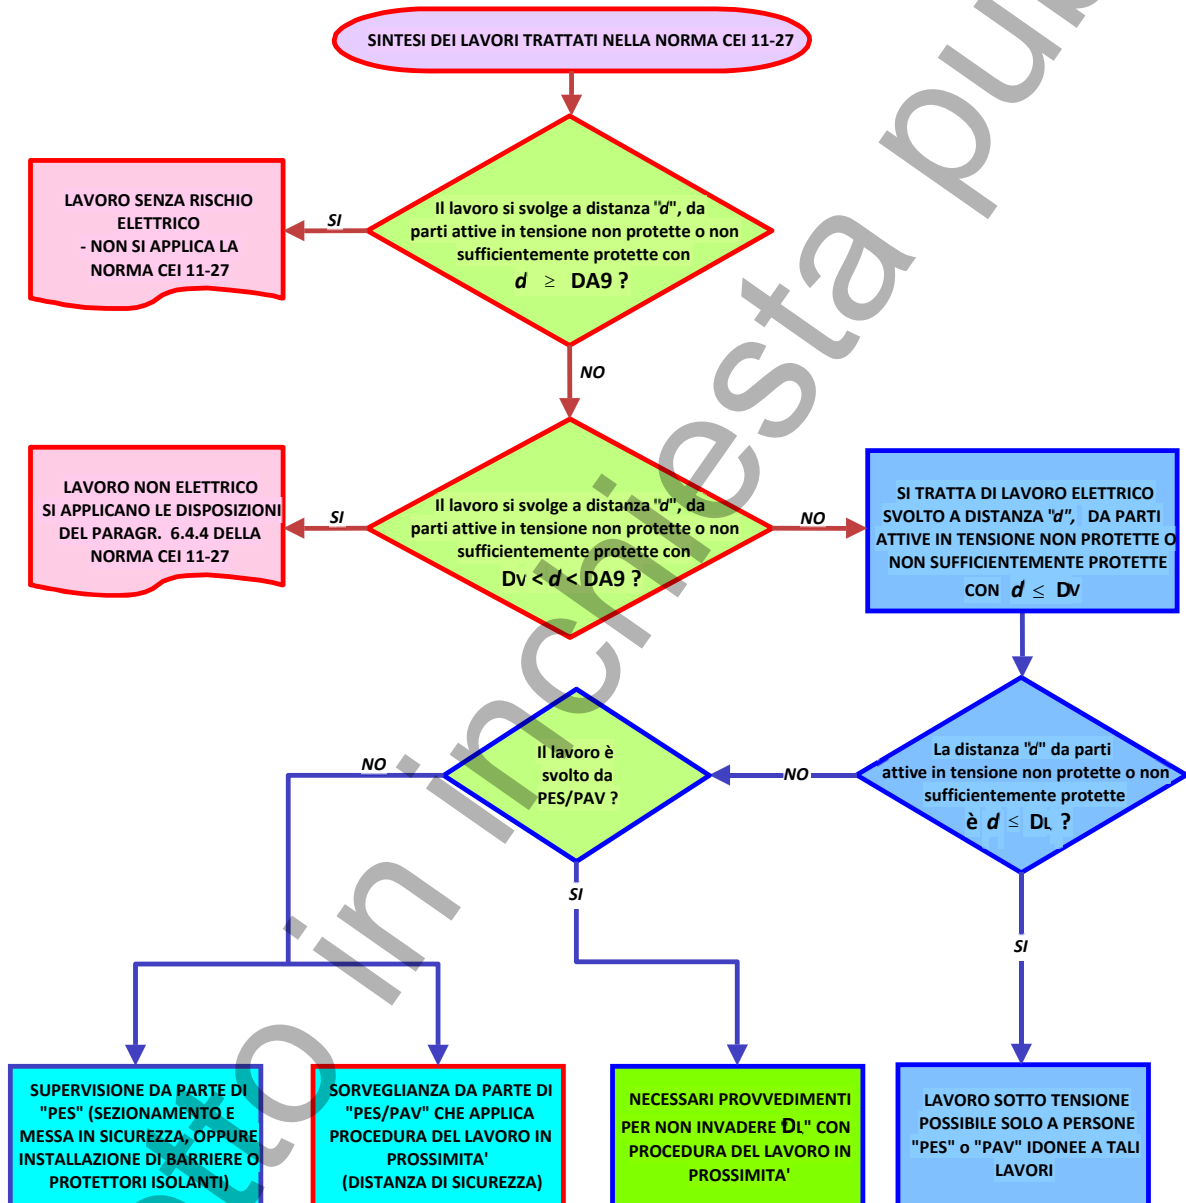 SINTESI DEI LAVORI TRATTATI NELLA NORMA CEI 11-27
Il lavoro si svolge a distanza "d", da
parti attive in tensione non protette o non
sufficientemente protette con
d ≥ DA9 ?
SI
LAVORO SENZA RISCHIO
ELETTRICO
- NON SI APPLICA LA
NORMA CEI 11-27
NO
Il lavoro si svolge a distanza "d", da
parti attive in tensione non protette o non
sufficientemente protette con
DV < d < DA9 ?
SI
LAVORO NON ELETTRICO
SI APPLICANO LE DISPOSIZIONI
DEL PARAGR. 6.4.4 DELLA
NORMA CEI 11-27
NO
SI TRATTA DI LAVORO ELETTRICO
SVOLTO A DISTANZA "d", DA PARTI
ATTIVE IN TENSIONE NON PROTETTE O
NON SUFFICIENTEMENTE PROTETTE
CON d ≤ DV
La distanza "d" da parti
attive in tensione non protette o non
sufficientemente protette
è d ≤ DL ?
NO
Il lavoro è
svolto da
PES/PAV ?
NO
SI
SI
SUPERVISIONE DA PARTE DI
"PES" (SEZIONAMENTO E
MESSA IN SICUREZZA, OPPURE
INSTALLAZIONE DI BARRIERE O
PROTETTORI ISOLANTI)
SORVEGLIANZA DA PARTE DI
"PES/PAV" CHE APPLICA
PROCEDURA DEL LAVORO IN
PROSSIMITA'
(DISTANZA DI SICUREZZA)
NECESSARI PROVVEDIMENTI
PER NON INVADERE "DL" CON
PROCEDURA DEL LAVORO IN
PROSSIMITA'
LAVORO SOTTO TENSIONE
POSSIBILE SOLO A PERSONE
"PES" o "PAV" IDONEE A TALI
LAVORI
etto in inchiesta pub